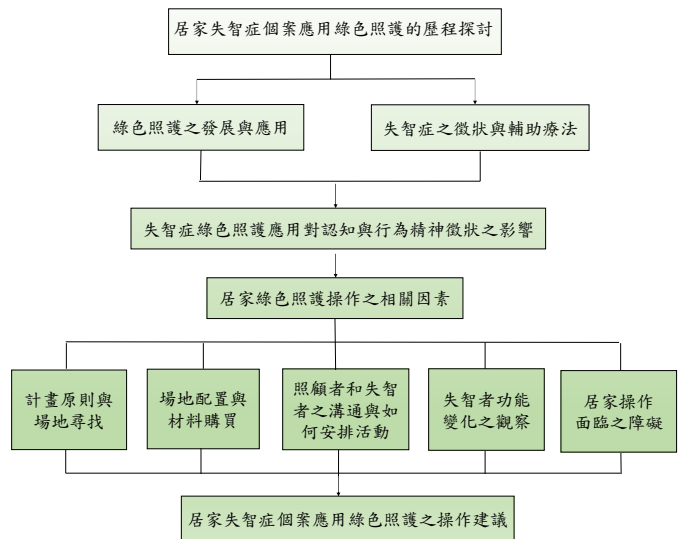 居家失智症個案應用綠色照護的歷程探討
綠色照護之發展與應用
失智症之徵狀與輔助療法
失智症綠色照護應用對認知與行為精神徵狀之影響
居家綠色照護操作之相關因素
計畫原則與
場地尋找
場地配置與
材料購買
照顧者和失智
者之溝通與如
何安排活動
失智者功能
變化之觀察
居家操作
面臨之障礙
居家失智症個案應用綠色照護之操作建議